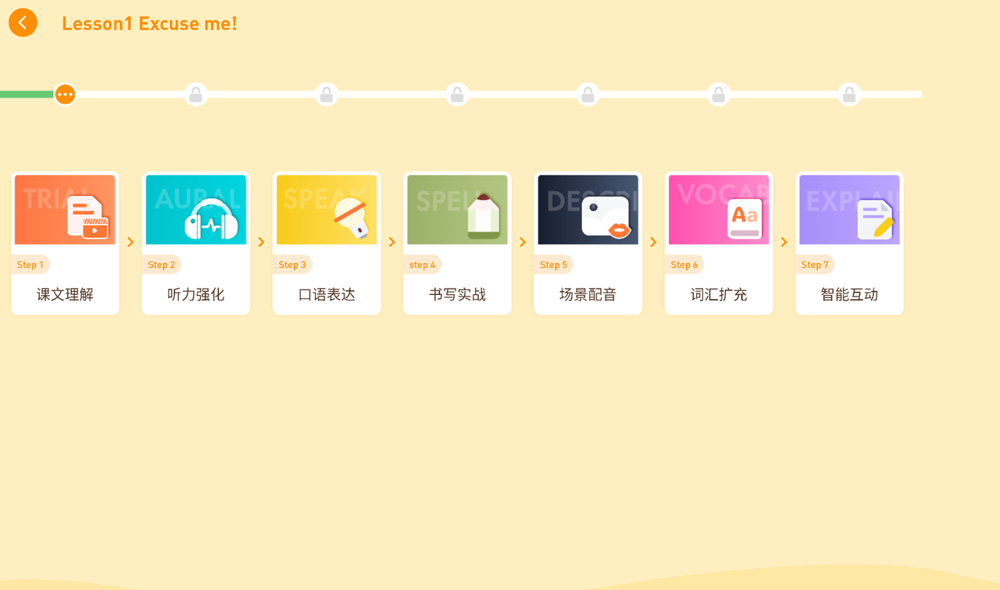 Lesson1 Excuse me!
TRIAL
AURAL
SPEAK
SPELL
DESCRI
VOCAB
EXPLAI
Aa
Step 1
Step 2
Step 3
step 4
Step 5
Step 6
Step 7
课文理解
听力强化
口语表达
书写实战
场景配音
词汇扩充
智能互动